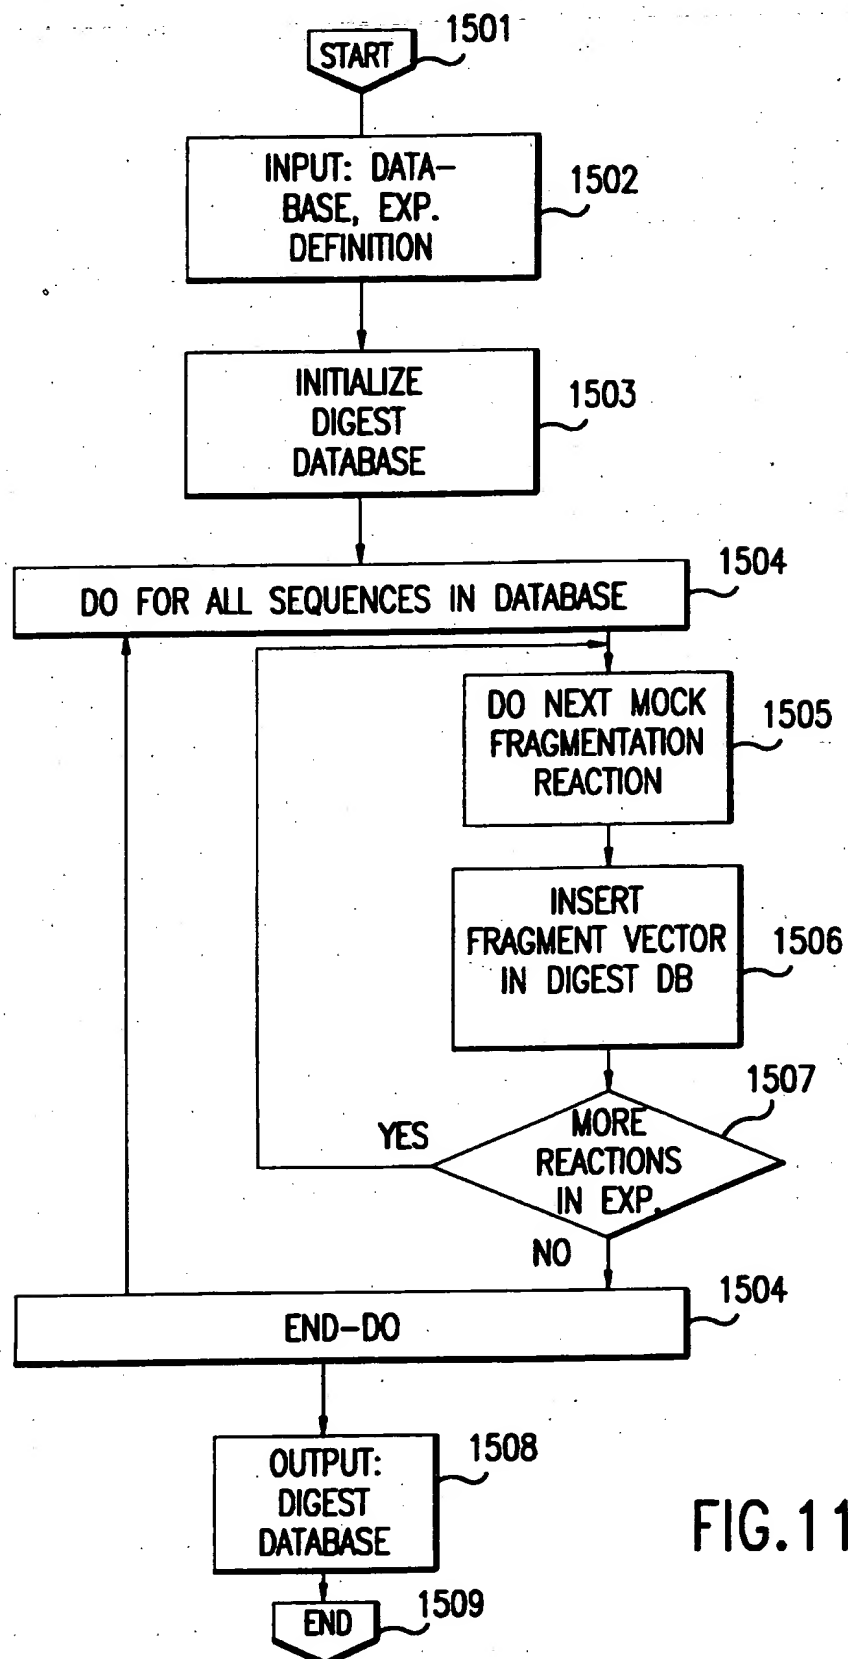 START
1501
INPUT: DATA-
BASE, EXP.
DEFINITION
1502
INITIALIZE
DIGEST
DATABASE
1503
DO FOR ALL SEQUENCES IN DATABASE
1504
DO NEXT MOCK
FRAGMENTATION
REACTION
1505
INSERT
FRAGMENT VECTOR
IN DIGEST DB
1506
MORE
REACTIONS
IN EXP.
1507
YES
NO
END-DO
1504
OUTPUT:
DIGEST
DATABASE
1508
FIG.11
END
1509